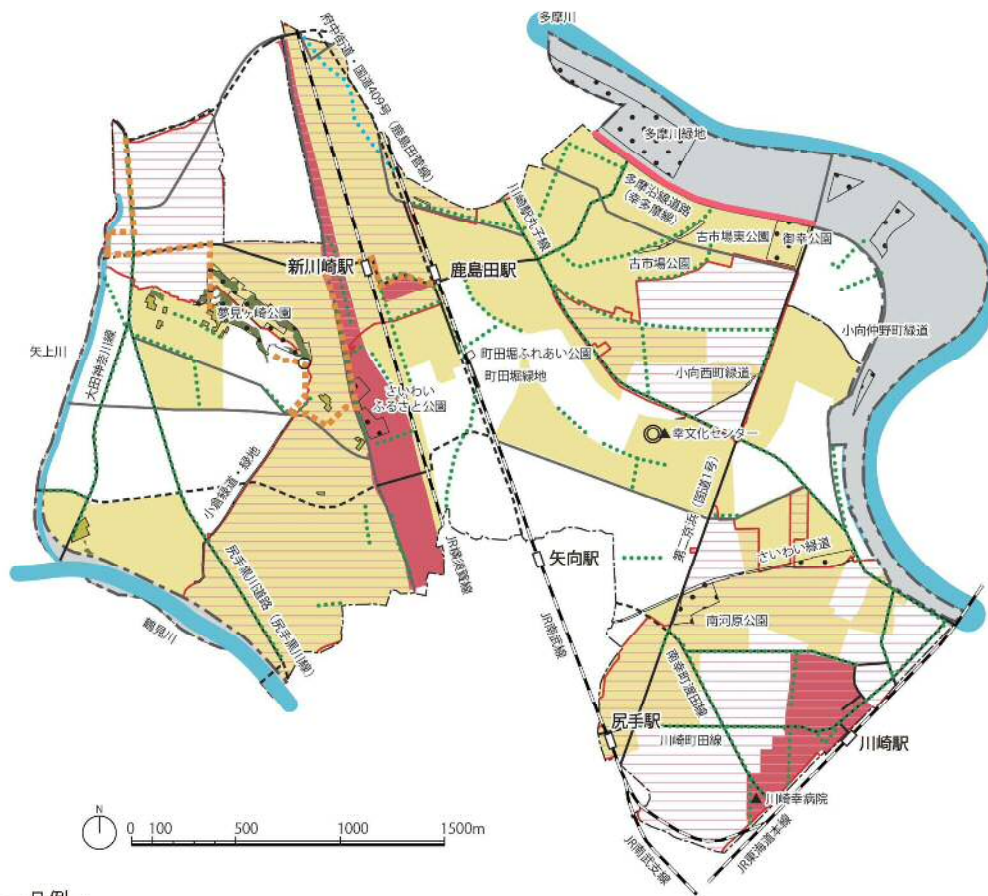 多摩川
府中街道・国道409号（鹿島田菅線）
多摩川緑地
川崎駅丸子線
多摩沿線道路
（幸多摩線）
古市場東公園
御幸公園
新川崎駅
鹿島田駅
古市場公園
夢見ヶ崎公園
小向仲野町緑道
矢上川
大田神奈川線
町田堀ふれあい公園
町田堀緑地
小向西町緑道
さいわい
ふるさと公園
幸文化センター
小倉緑道・緑地
第二京浜（国道1号）
JR横須賀線
さいわい緑道
尻手黒川道路（尻手黒川線）
矢向駅
鶴見川
JR南武線
南河原公園
南幸町渡田線
尻手駅
川崎町田線
川崎駅
川崎幸病院
N
0 100 500 1000 1500m
JR南武支線
JR東海道本線